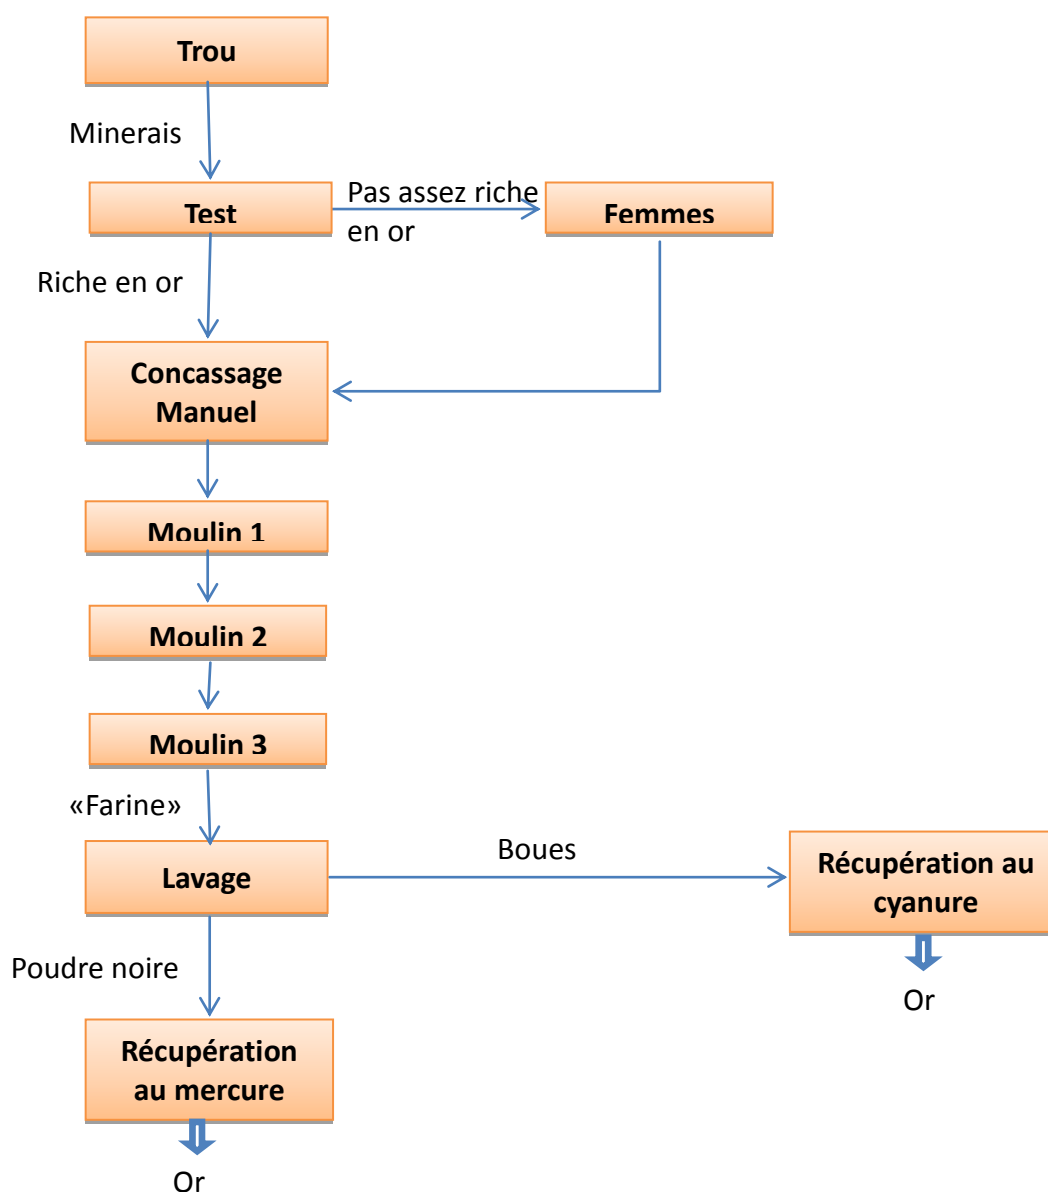 Trou
Minerais
Test
Pas assez riche
en or
Femmes
Riche en or
Concassage
Manuel
Moulin 1
Moulin 2
Moulin 3
«Farine»
Lavage
Boues
Récupération au
cyanure
Poudre noire
Or
Récupération
au mercure
Or